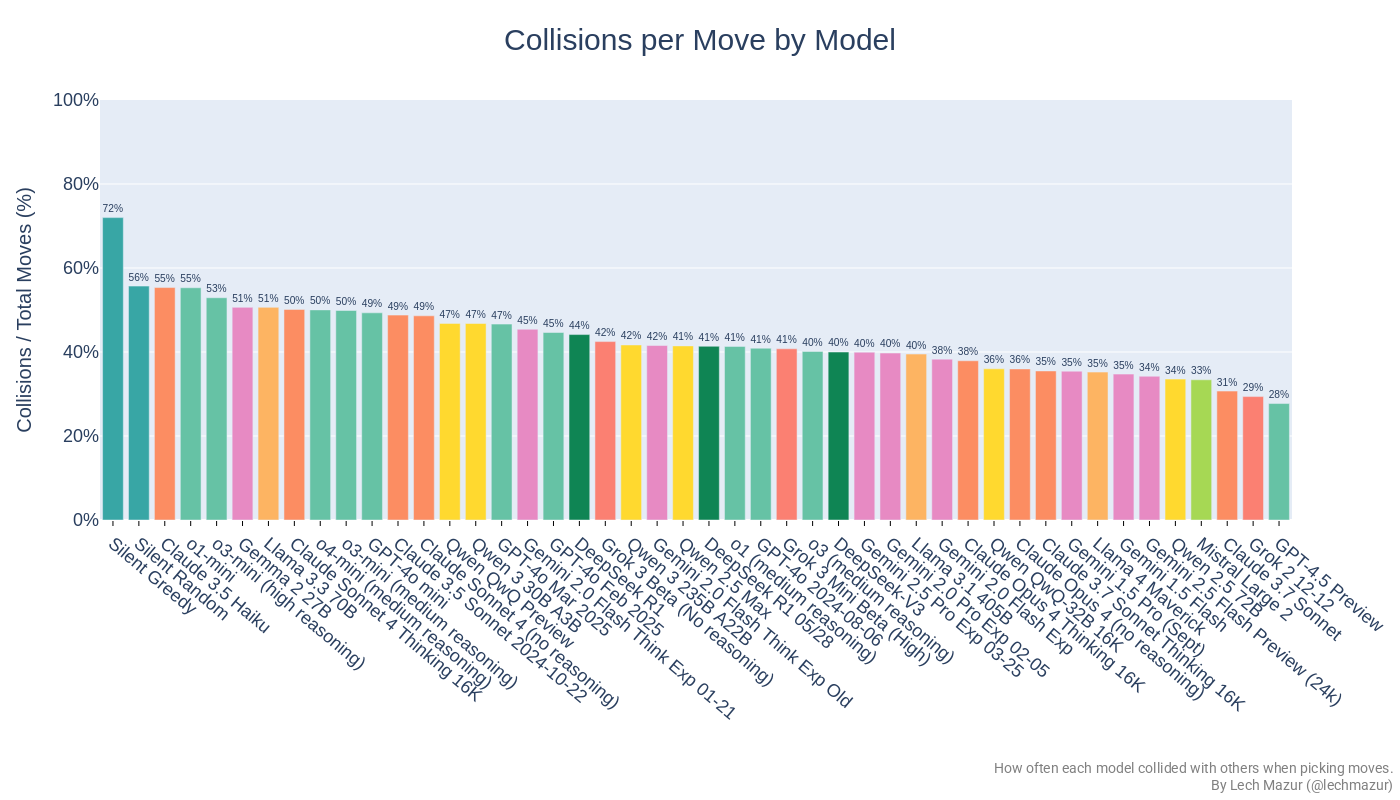 Collisions per Move by Model
Collisions / Total Moves (%)
100%
80%
60%
40%
20%
0%
72%
56%
55%
55%
53%
51%
51%
50%
50%
50%
49%
49%
49%
47%
47%
47%
45%
45%
44%
42%
42%
42%
41%
41%
41%
41%
41%
40%
40%
40%
40%
40%
38%
38%
36%
36%
35%
35%
35%
35%
34%
34%
33%
31%
29%
28%
Silent Greedy
Silent Random
Claude 3.5 Haiku
o1-mini
o3-mini (high reasoning)
Gemma 2 27B
Llama 3.3 70B
Claude Sonnet 4 Thinking 16K
o4-mini (medium reasoning)
o3-mini (medium reasoning)
GPT-4o mini
Claude 3.5 Sonnet 2024-10-22
Claude Sonnet 4 (no reasoning)
Qwen QwQ Preview
Qwen 3 30B A3B
GPT-4o Mar 2025
Gemini 2.0 Flash Think Exp 01-21
GPT-4o Feb 2025
DeepSeek R1
Grok 3 Beta (No reasoning)
Qwen 3 235B A22B
Gemini 2.0 Flash Think Exp Old
Qwen 2.5 Max
DeepSeek R1 05/28
o1 (medium reasoning)
GPT-4o 2024-08-06
Grok 3 Mini Beta (High)
o3 (medium reasoning)
DeepSeek-V3
Gemini 2.5 Pro Exp 03-25
Gemini 2.0 Pro Exp 02-05
Llama 3.1 405B
Gemini 2.0 Flash Exp
Claude Opus 4 Thinking 16K
Qwen QwQ-32B 16K
Claude Opus 4 (no reasoning)
Claude 3.7 Sonnet Thinking 16K
Gemini 1.5 Pro (Sept)
Llama 4 Maverick
Gemini 1.5 Flash
Gemini 2.5 Flash Preview (24k)
Qwen 2.5 72B
Mistral Large 2
Claude 3.7 Sonnet
Grok 2 12-12
GPT-4.5 Preview
How often each model collided with others when picking moves.
By Lech Mazur (@lechmazur)